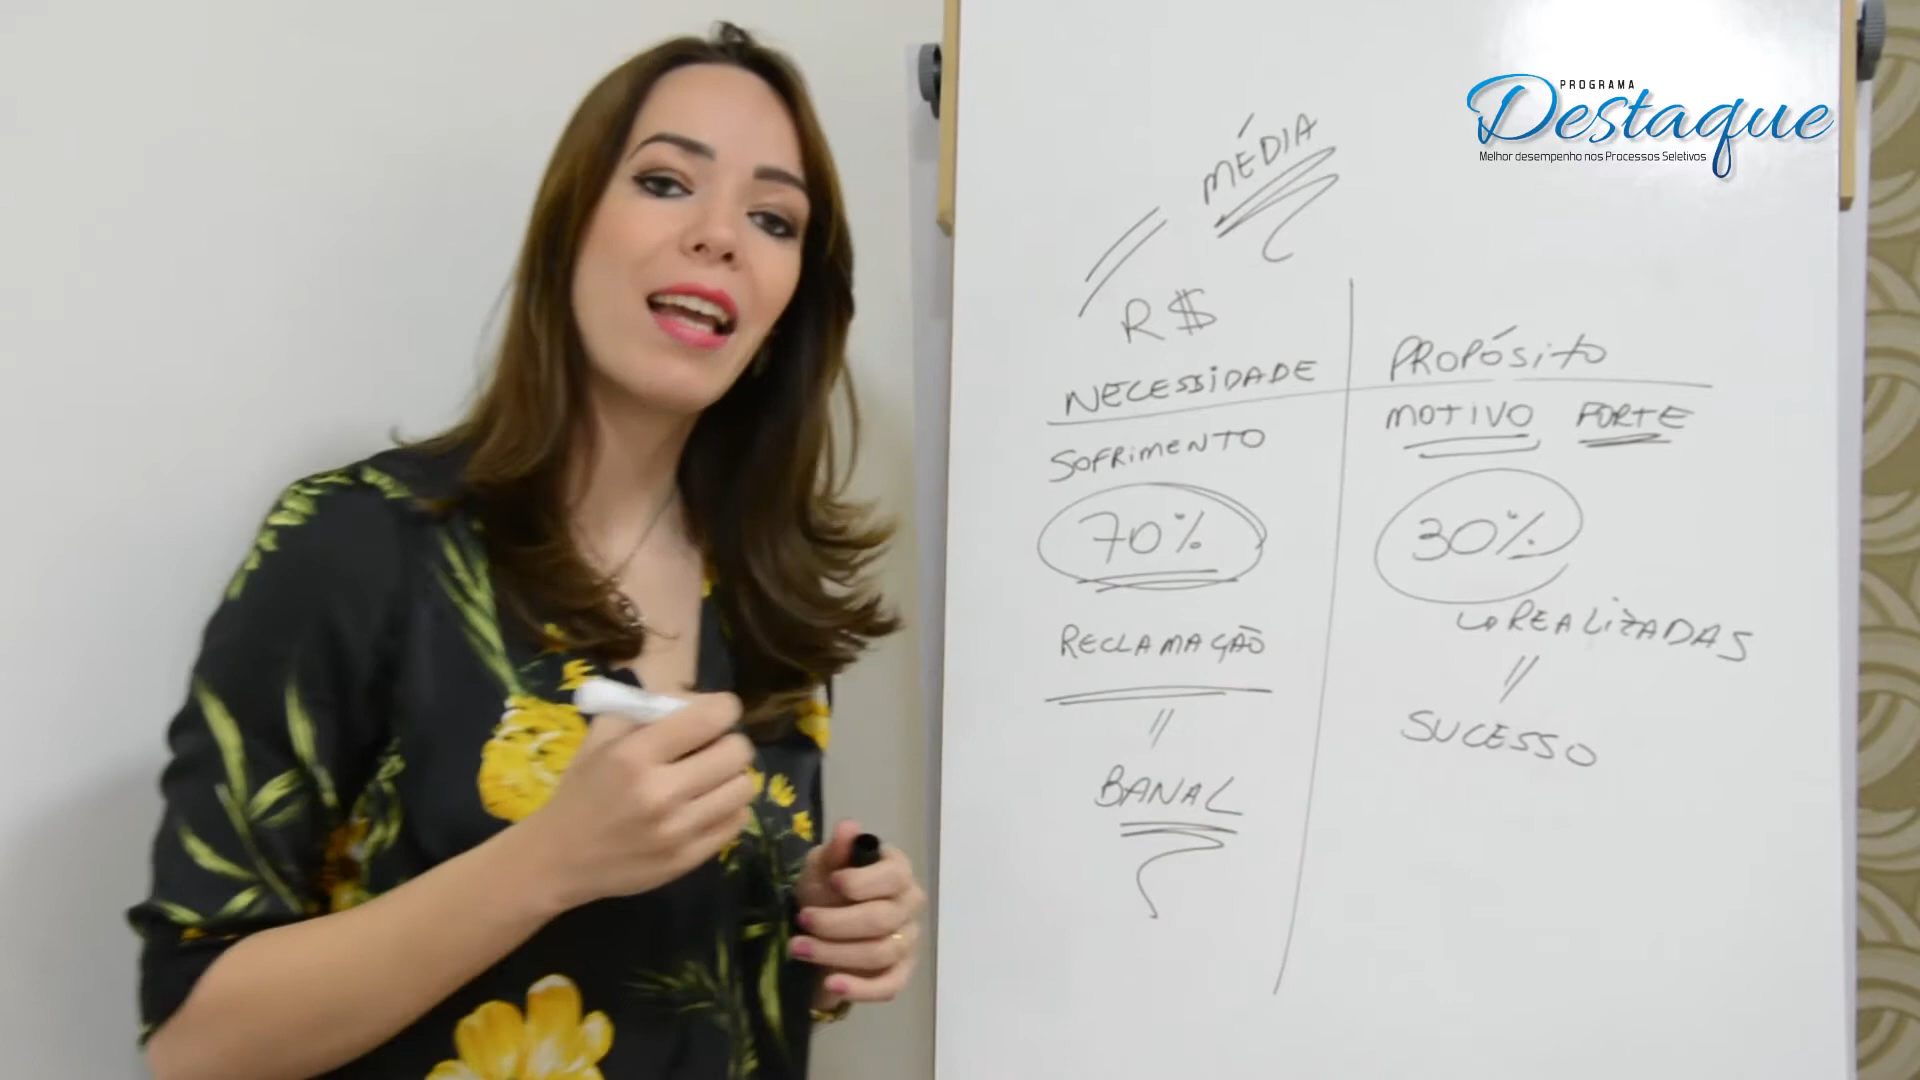 PROGRAMA
Destaque
Melhor desempenho nos Processos Seletivos
MÉDIA
R$
NECESSIDADE
SOFRIMENTO
70%
RECLAMAÇÃO
//
BANAL
PROPÓSITO
MOTIVO FORTE
30%
↳ REALIZADAS
//
SUCESSO